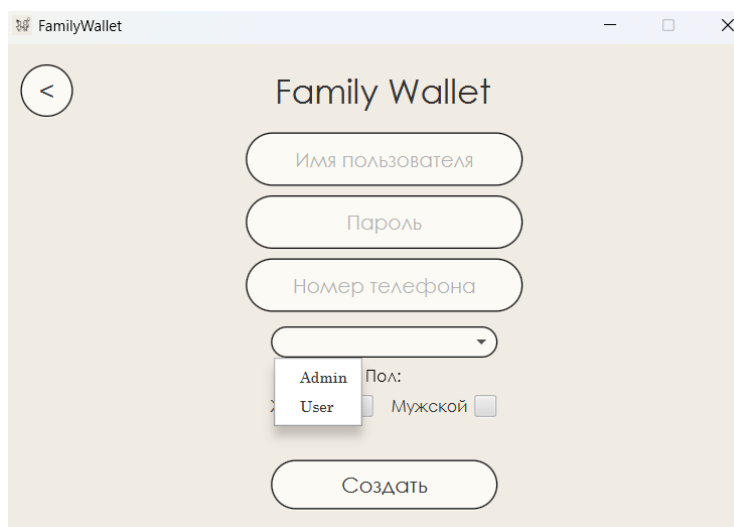 FamilyWallet
<
Family Wallet
Имя пользователя
Пароль
Номер телефона
Admin
Пол:
User
Мужской
Создать